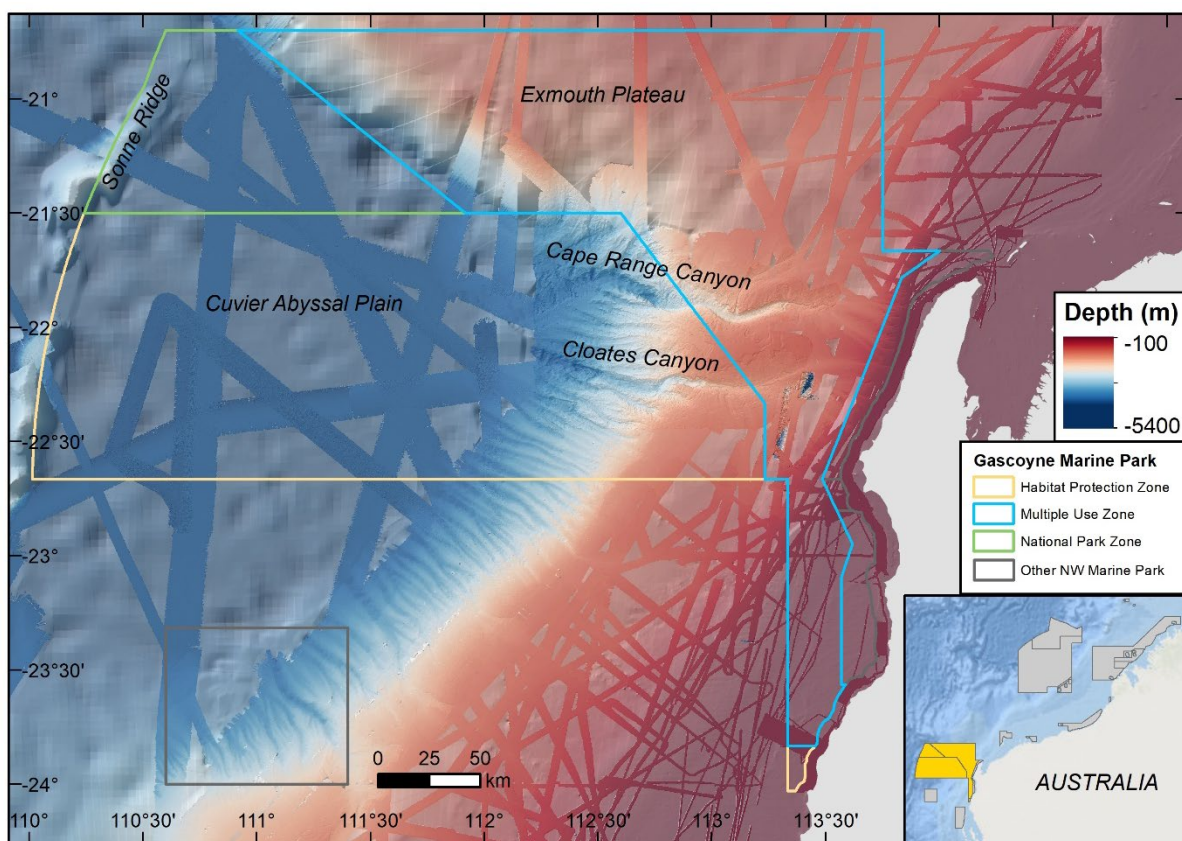 Exmouth Plateau
Sonne Ridge
Cape Range Canyon
Cuvier Abyssal Plain
Cloates Canyon
-21°
-21°30'
-22°
-22°30'
-23°
-23°30'
-24°
110°
110°30'
111°
111°30'
112°
112°30'
113°
113°30'
0 25 50
km
Depth (m)
-100
-5400
Gascoyne Marine Park
Habitat Protection Zone
Multiple Use Zone
National Park Zone
Other NW Marine Park
AUSTRALIA